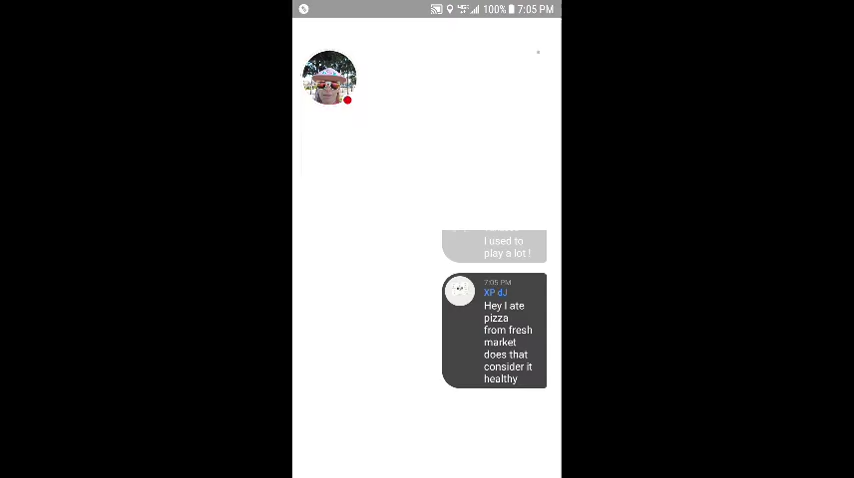 100% 7:05 PM
I used to
play a lot !
7:05 PM
XP dJ
Hey I ate
pizza
from fresh
market
does that
consider it
healthy